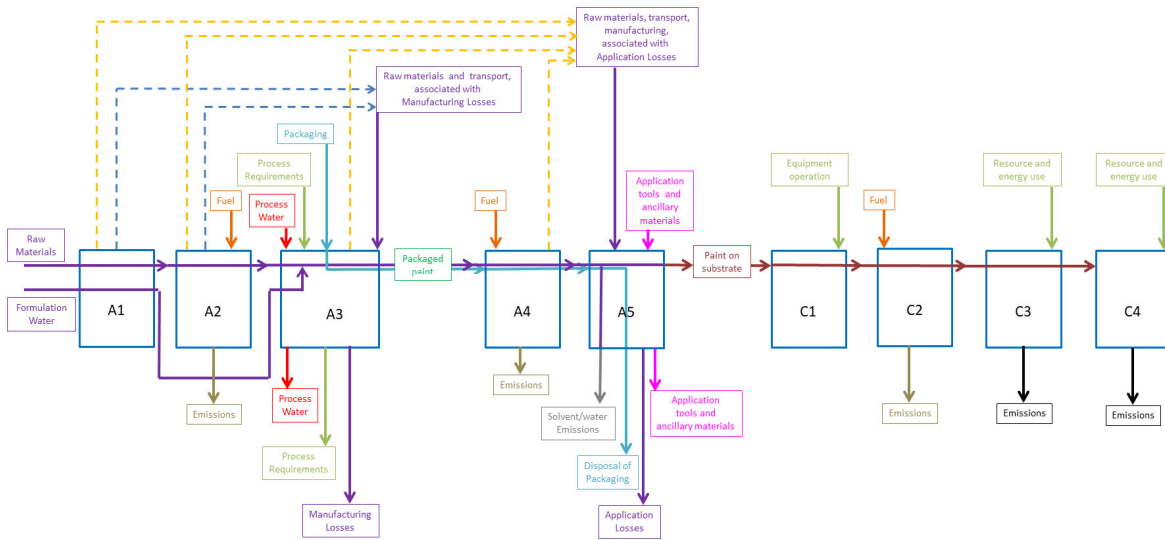 Raw materials, transport,
manufacturing,
associated with
Application Losses
Raw materials and transport,
associated with
Manufacturing Losses
Packaging
Process
Requirements
Fuel
Process
Water
Fuel
Application
tools and
ancillary
materials
Equipment
operation
Fuel
Resource and
energy use
Resource and
energy use
Raw
Materials
Formulation
Water
Packaged
paint
Paint on
substrate
A1
A2
A3
A4
A5
C1
C2
C3
C4
Emissions
Process
Water
Process
Requirements
Manufacturing
Losses
Emissions
Solvent/water
Emissions
Application
tools and
ancillary materials
Disposal of
Packaging
Application
Losses
Emissions
Emissions
Emissions